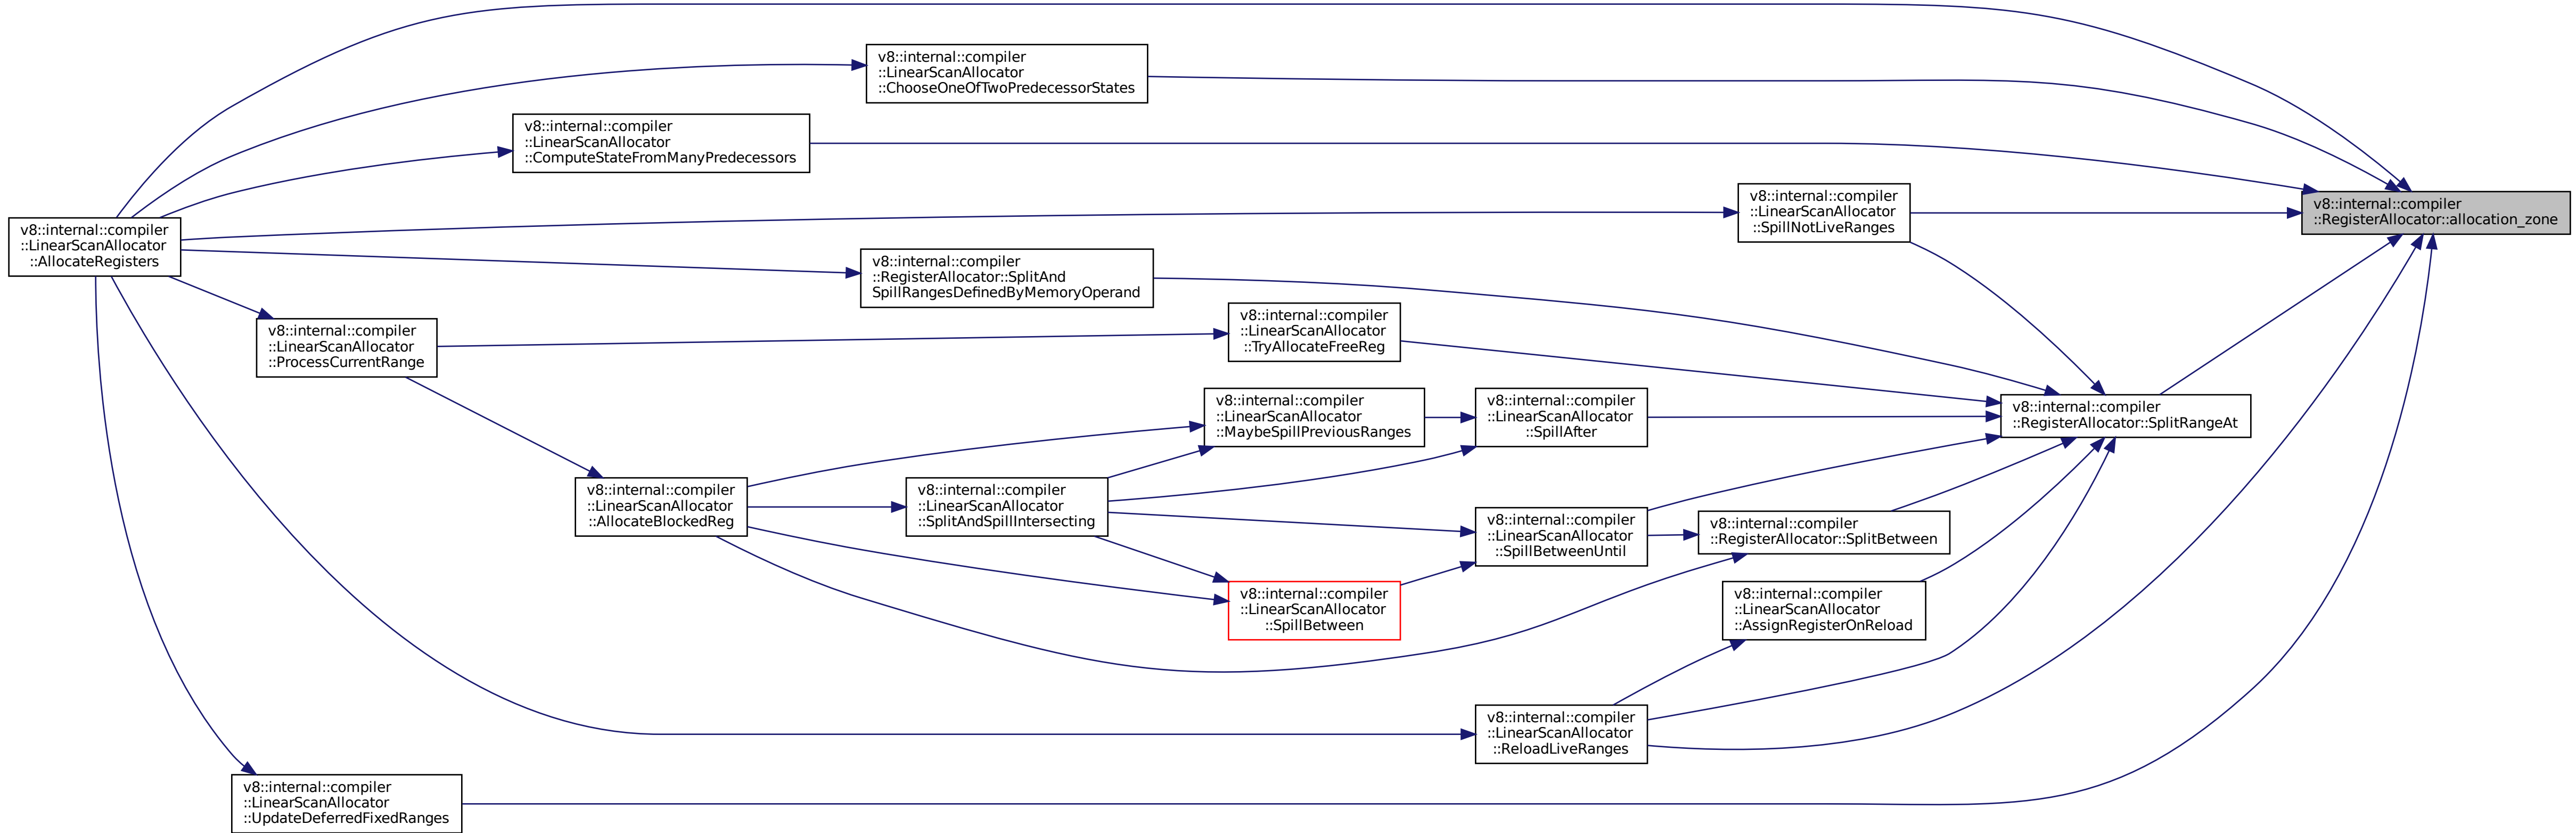 v8::internal::compiler
::LinearScanAllocator
::ChooseOneOfTwoPredecessorStates
v8::internal::compiler
::LinearScanAllocator
::ComputeStateFromManyPredecessors
v8::internal::compiler
::LinearScanAllocator
::SpillNotLiveRanges
v8::internal::compiler
::RegisterAllocator::allocation_zone
v8::internal::compiler
::LinearScanAllocator
::AllocateRegisters
v8::internal::compiler
::RegisterAllocator::SplitAnd
SpillRangesDefinedByMemoryOperand
v8::internal::compiler
::LinearScanAllocator
::TryAllocateFreeReg
v8::internal::compiler
::LinearScanAllocator
::ProcessCurrentRange
v8::internal::compiler
::LinearScanAllocator
::MaybeSpillPreviousRanges
v8::internal::compiler
::LinearScanAllocator
::SpillAfter
v8::internal::compiler
::RegisterAllocator::SplitRangeAt
v8::internal::compiler
::LinearScanAllocator
::AllocateBlockedReg
v8::internal::compiler
::LinearScanAllocator
::SplitAndSpillIntersecting
v8::internal::compiler
::LinearScanAllocator
::SpillBetweenUntil
v8::internal::compiler
::RegisterAllocator::SplitBetween
v8::internal::compiler
::LinearScanAllocator
::SpillBetween
v8::internal::compiler
::LinearScanAllocator
::AssignRegisterOnReload
v8::internal::compiler
::LinearScanAllocator
::ReloadLiveRanges
v8::internal::compiler
::LinearScanAllocator
::UpdateDeferredFixedRanges